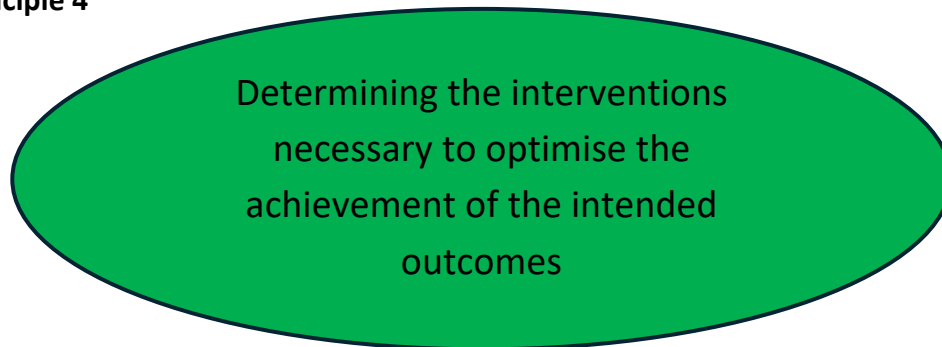 ciple 4
Determining the interventions
necessary to optimise the
achievement of the intended
outcomes